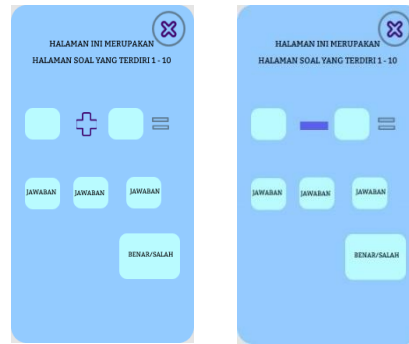 HALAMAN INI MERUPAKAN
HALAMAN SOAL YANG TERDIRI 1 - 10
+ =
JAWABAN JAWABAN JAWABAN
BENAR/SALAH
HALAMAN INI MERUPAKAN
HALAMAN SOAL YANG TERDIRI 1 - 10
- =
JAWABAN JAWABAN JAWABAN
BENAR/SALAH